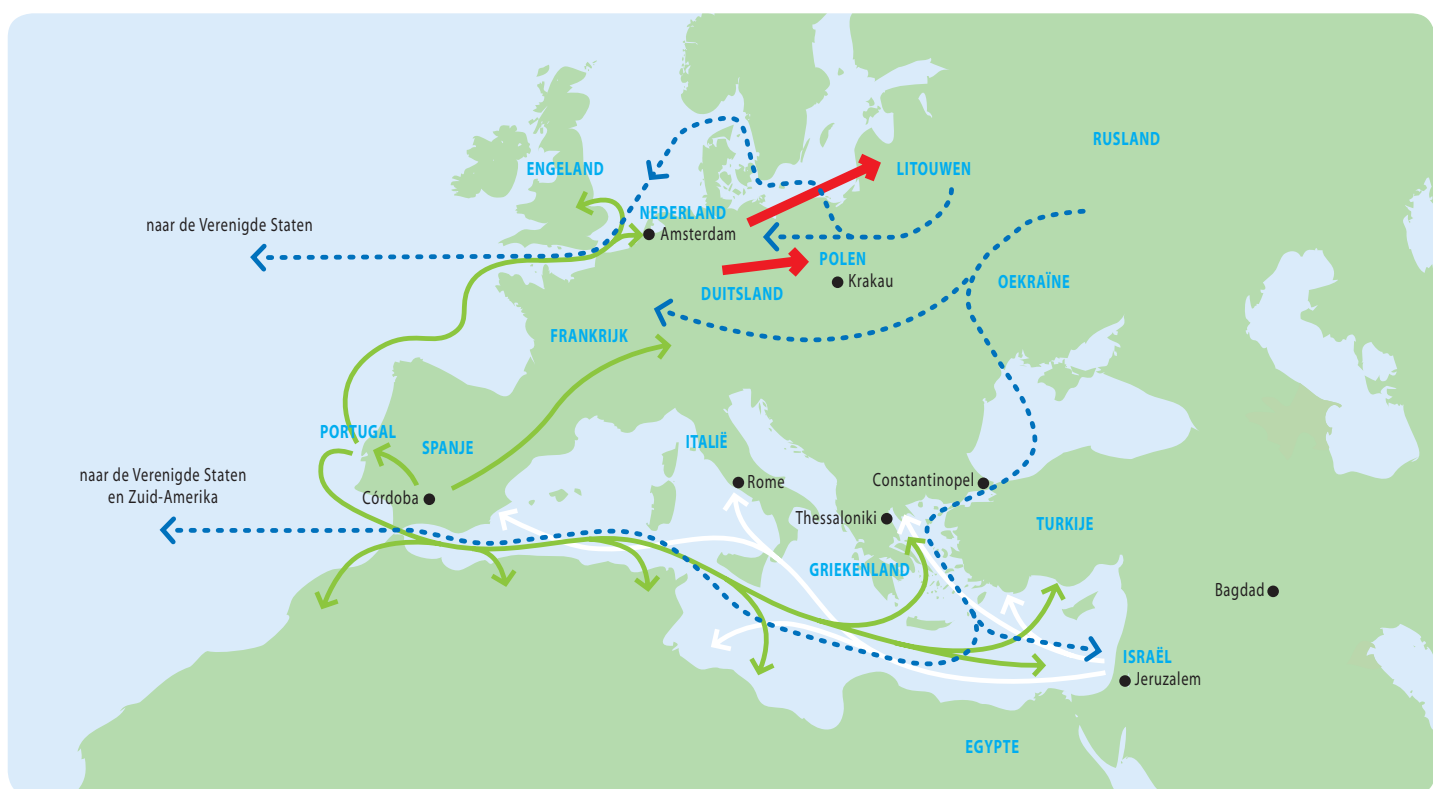 RUSLAND
ENGELAND
LITOUWEN
NEDERLAND
naar de Verenigde Staten
Amsterdam
POLEN
Krakau
OEKRAÏNE
DUITSLAND
FRANKRIJK
PORTUGAL
SPANJE
ITALIË
naar de Verenigde Staten
en Zuid-Amerika
Córdoba
Rome
Constantinopel
Thessaloniki
TURKIJE
GRIEKENLAND
Bagdad
ISRAËL
Jeruzalem
EGYPTE